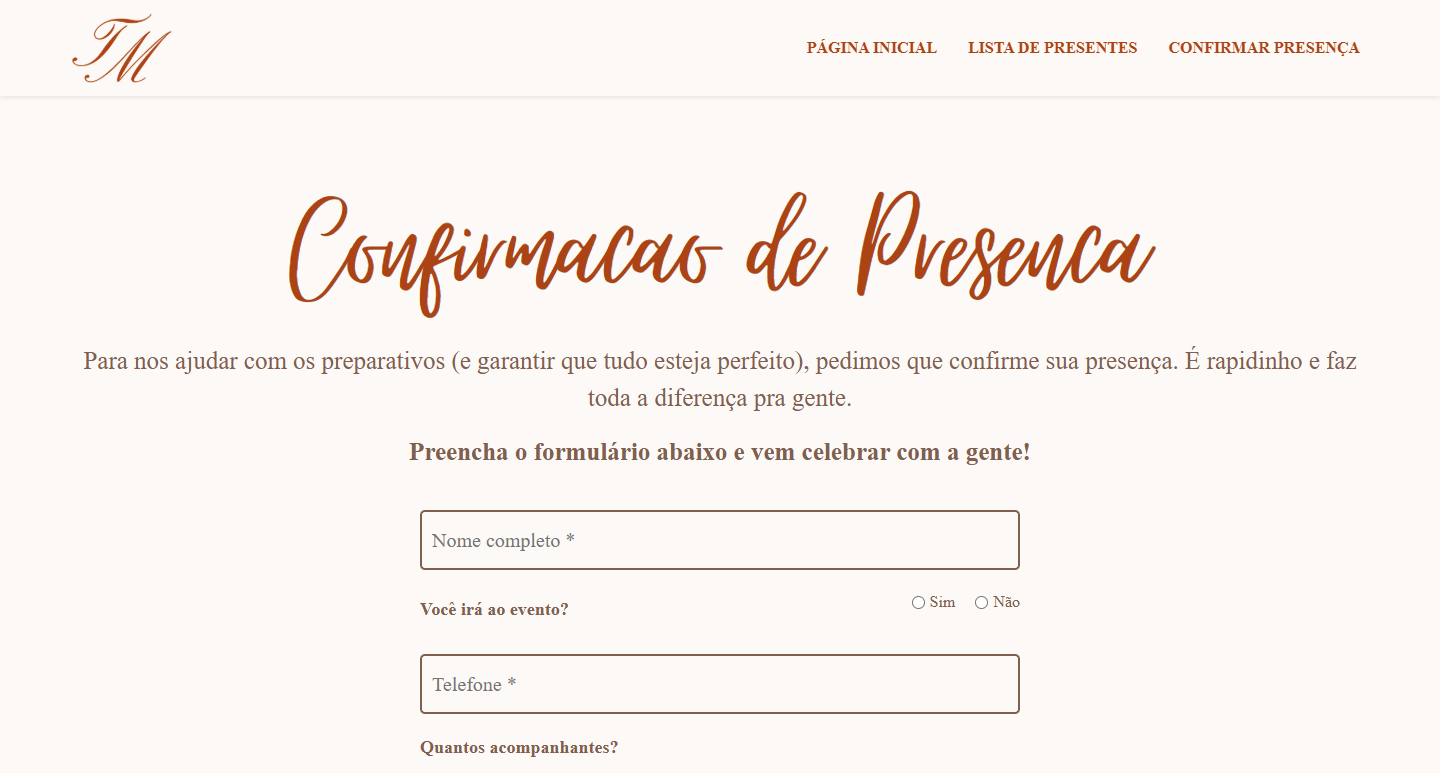 TM
PÁGINA INICIAL LISTA DE PRESENTES CONFIRMAR PRESENÇA
Confirmacao de Presenca
Para nos ajudar com os preparativos (e garantir que tudo esteja perfeito), pedimos que confirme sua presença. É rapidinho e faz
toda a diferença pra gente.
Preencha o formulário abaixo e vem celebrar com a gente!
Nome completo *
Você irá ao evento? Sim Não
Telefone *
Quantos acompanhantes?